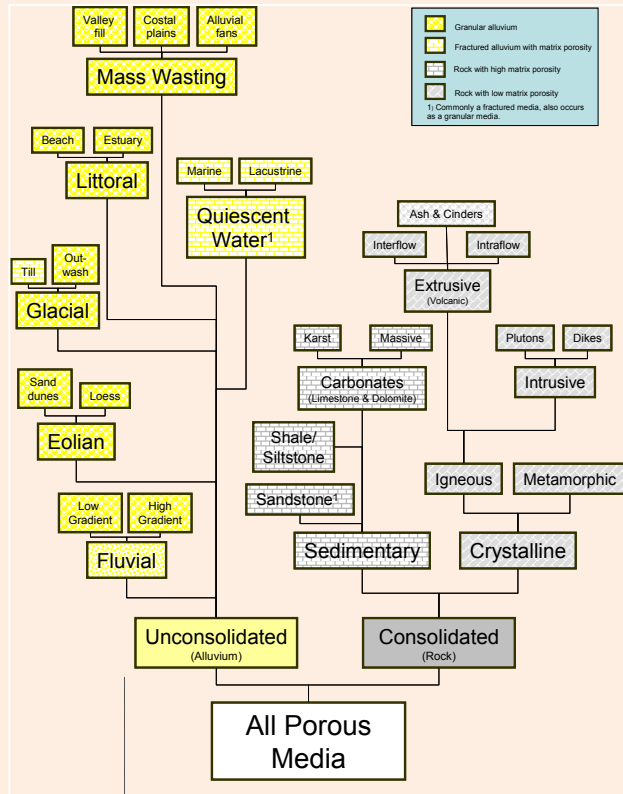 Valley
fill
Costal
plains
Alluvial
fans
Mass Wasting
Granular alluvium
Fractured alluvium with matrix porosity
Rock with high matrix porosity
Rock with low matrix porosity
1) Commonly a fractured media, also occurs
as a granular media.
Beach
Estuary
Littoral
Marine
Lacustrine
Quiescent
Water¹
Ash & Cinders
Interflow
Intraflow
Extrusive
(Volcanic)
Till
Out-
wash
Glacial
Karst
Massive
Carbonates
(Limestone & Dolomite)
Plutons
Dikes
Intrusive
Sand
dunes
Loess
Eolian
Shale/
Siltstone
Sandstone¹
Igneous
Metamorphic
Low
Gradient
High
Gradient
Fluvial
Sedimentary
Crystalline
Unconsolidated
(Alluvium)
Consolidated
(Rock)
All Porous
Media